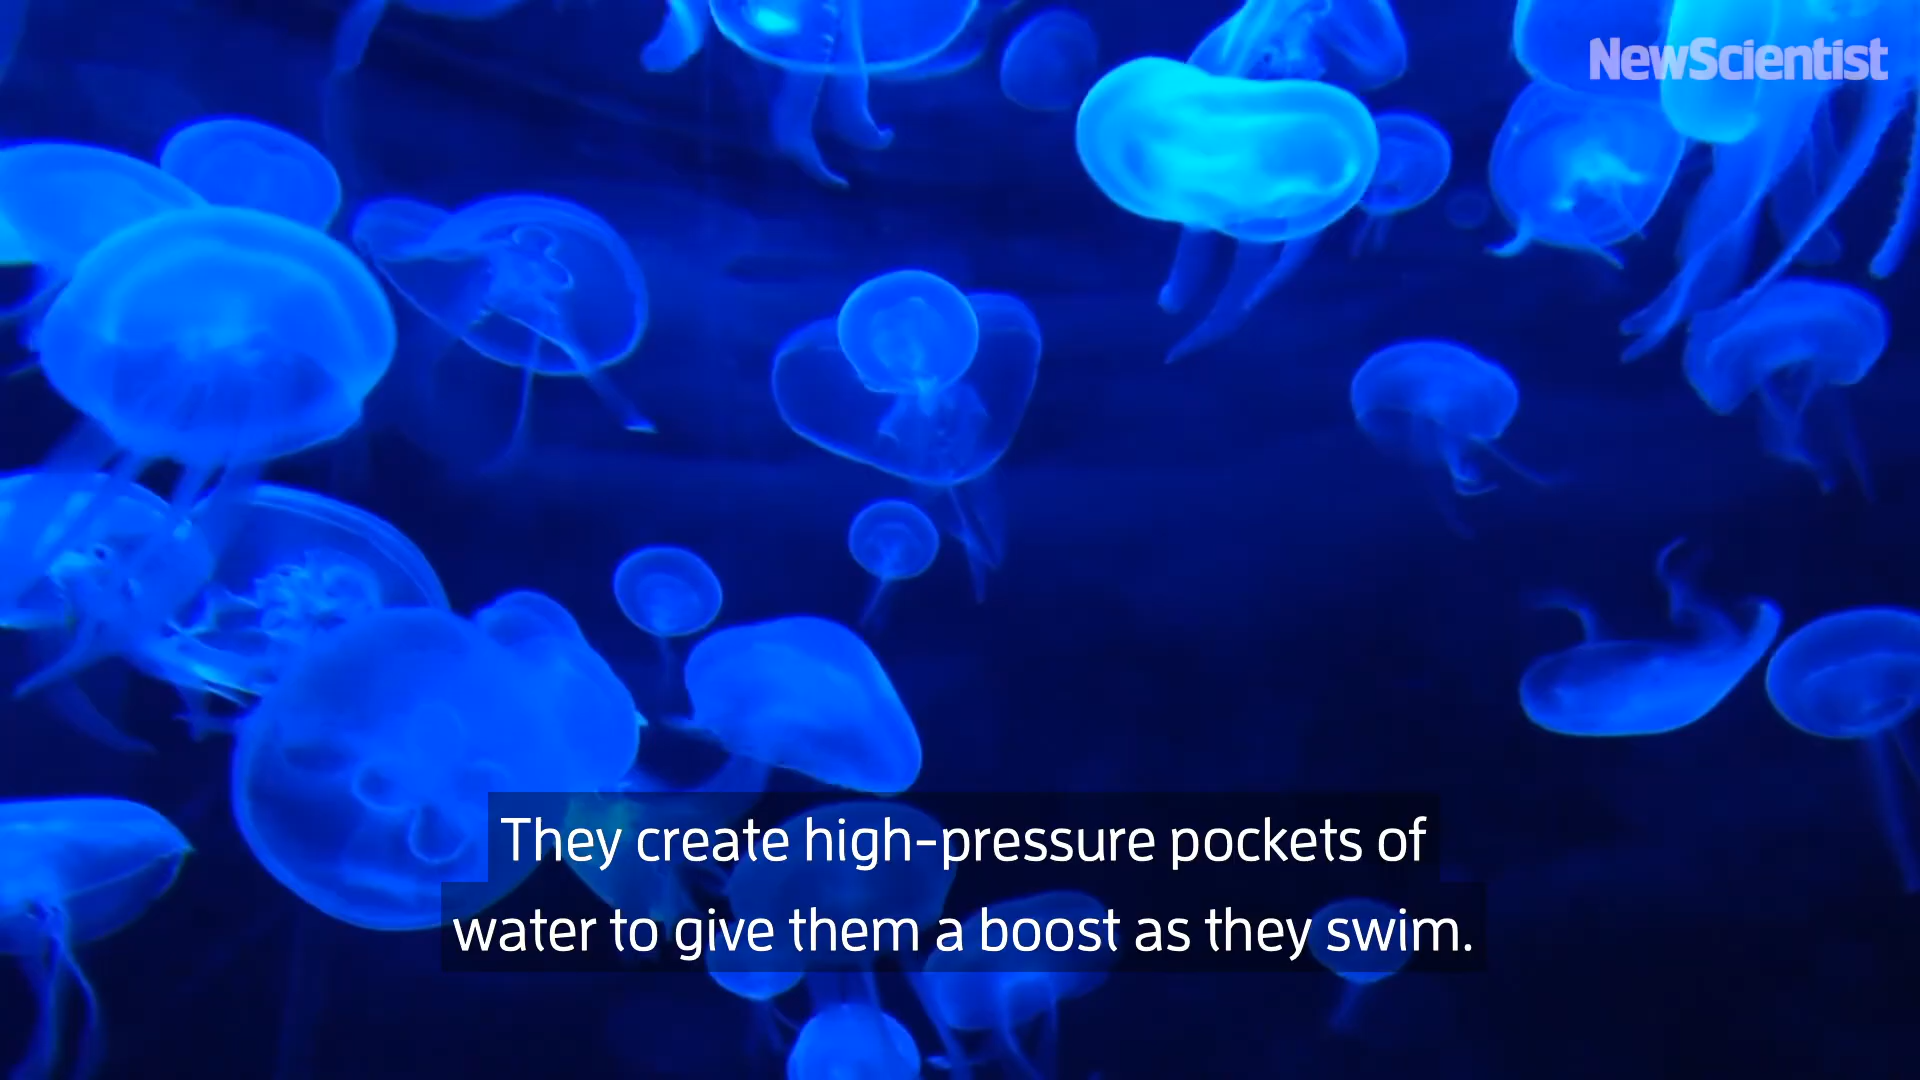 NewScientist
They create high-pressure pockets of
water to give them a boost as they swim.